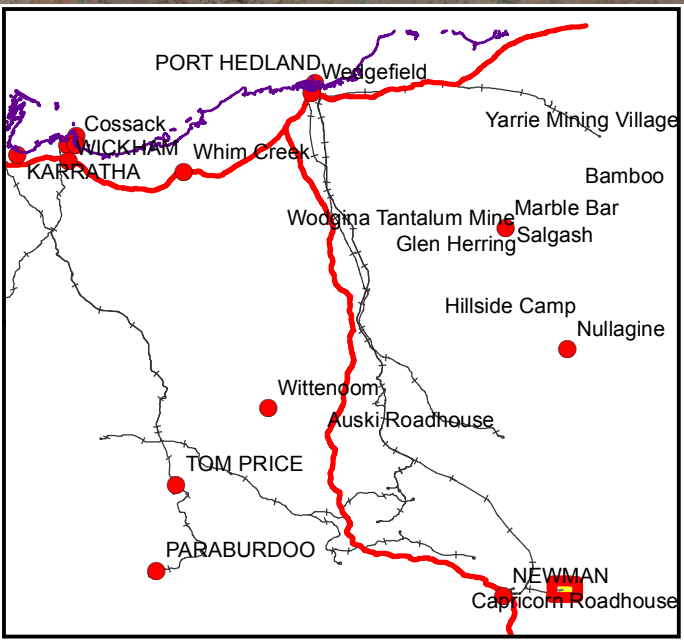 PORT HEDLAND
Wedgefield
Yarrie Mining Village
Cossack
WICKHAM
Whim Creek
KARRATHA
Bamboo
Marble Bar
Woogina Tantalum Mine
Salgash
Glen Herring
Hillside Camp
Nullagine
Wittenoom
Auski Roadhouse
TOM PRICE
PARABURDOO
NEWMAN
Capricorn Roadhouse